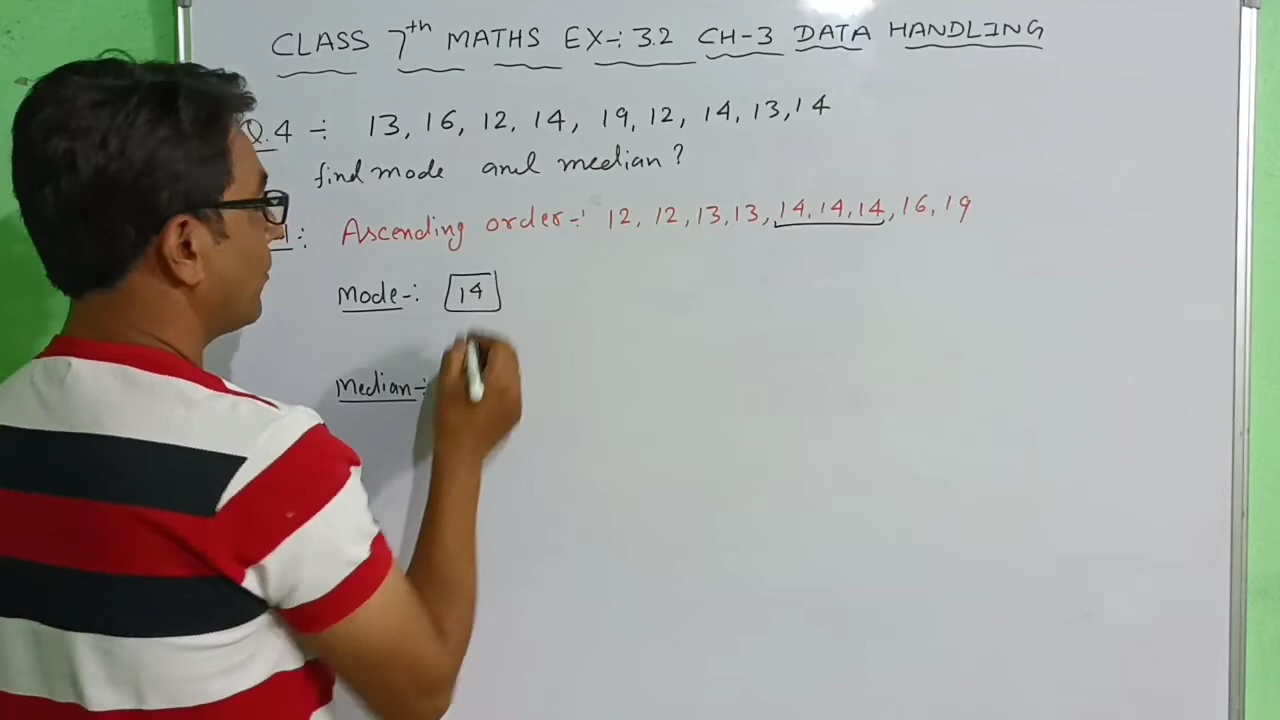 CLASS 7th MATHS EX-: 3.2 CH-3 DATA HANDLING
Q.4 ÷ 13, 16, 12, 14, 19, 12, 14, 13, 14
find mode and median?
Ascending order-: 12, 12, 13, 13, 14, 14, 14, 16, 19
Mode-: 14
Median-: